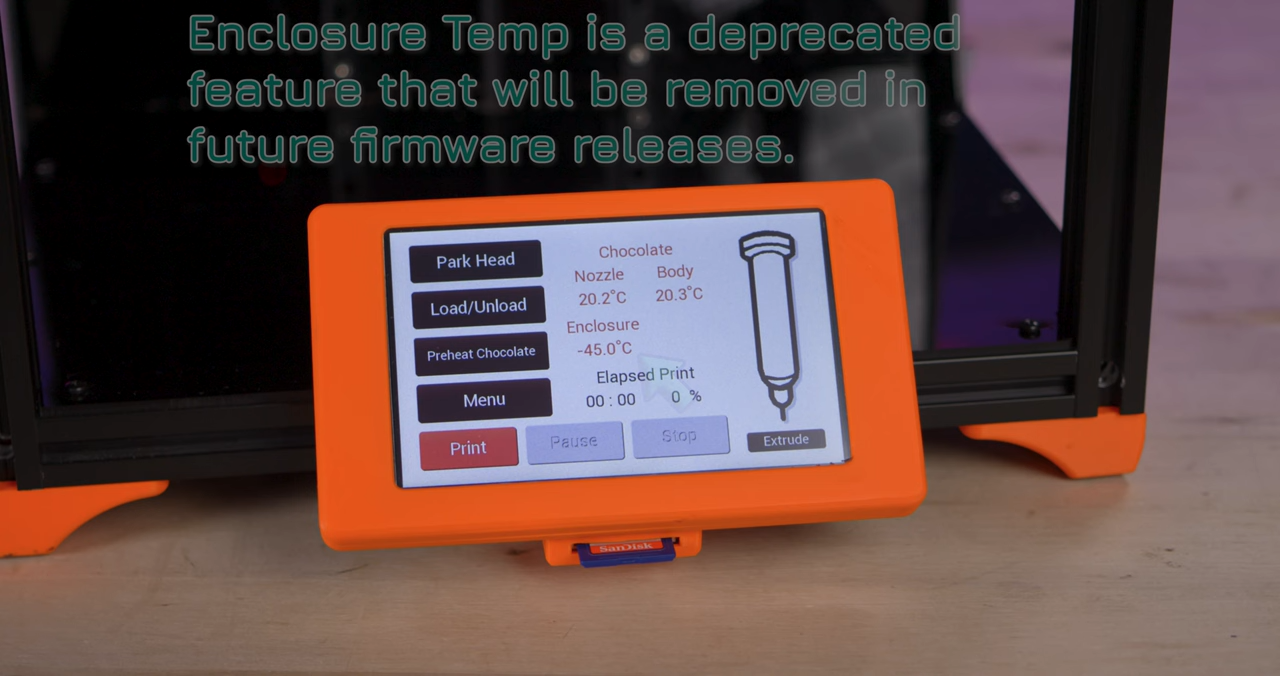 Enclosure Temp is a deprecated
feature that will be removed in
future firmware releases.
Park Head
Load/Unload
Preheat Chocolate
Menu
Print
Pause
Stop
Chocolate
Nozzle Body
20.2°C 20.3°C
Enclosure
-45.0°C
Elapsed Print
00 : 00 0 %
Extrude
SanDisk